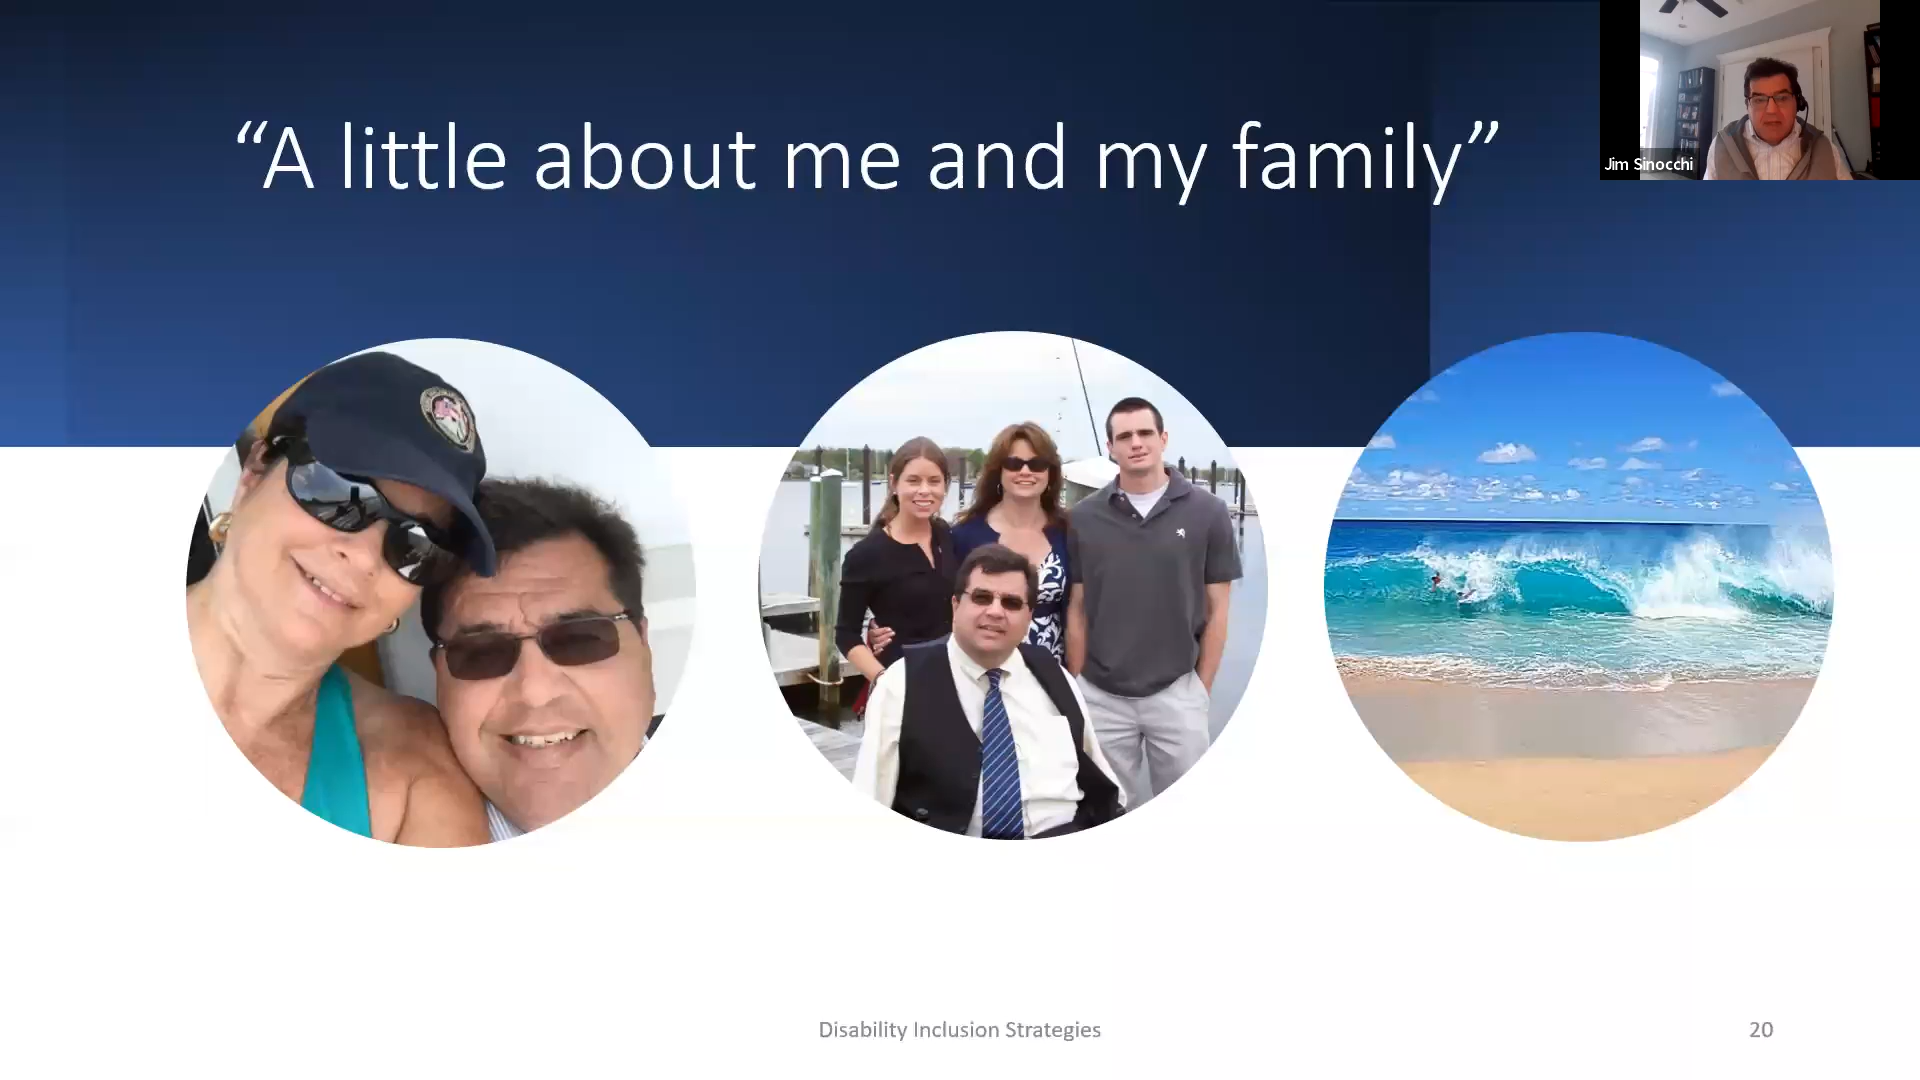 “A little about me and my family”
Jim Sinocchi
Disability Inclusion Strategies
20